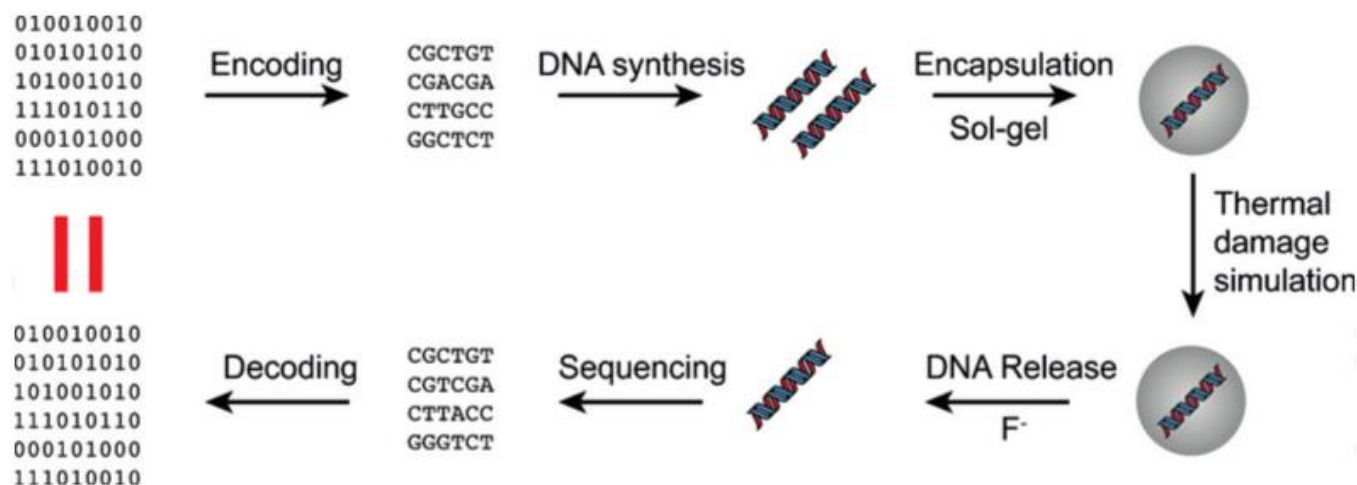 010010010
010101010
101001010
111010110
000101000
111010010
Encoding
CGCTGT
CGACGA
CTTGCC
GGCTCT
DNA synthesis
Encapsulation
Sol-gel
Thermal
damage
simulation
DNA Release
F-
Sequencing
CGCTGT
CGTCGA
CTTACC
GGGTCT
Decoding
010010010
010101010
101001010
111010110
000101000
111010010